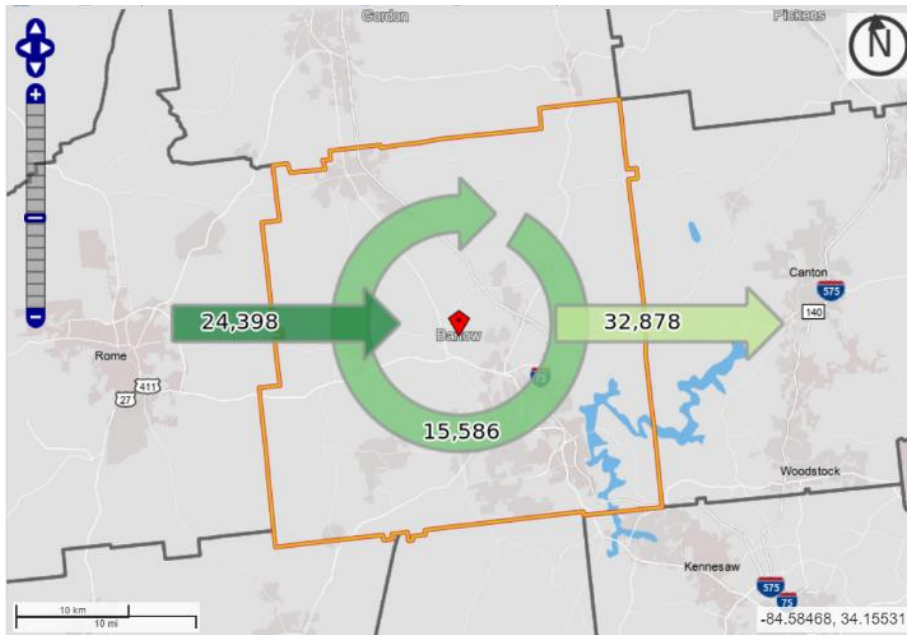 Gordon
Pickens
N
+
Canton
575
140
24,398
32,878
Bartow
Rome
411
27
75
15,586
Woodstock
Kennesaw
575
75
10 km
10 mi
-84.58468, 34.15531